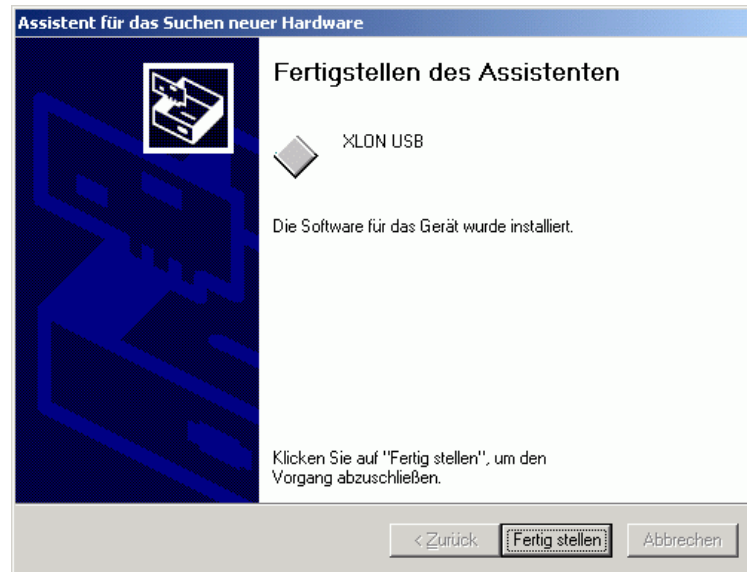 Assistent für das Suchen neuer Hardware
Fertigstellen des Assistenten
XLON USB
Die Software für das Gerät wurde installiert.
Klicken Sie auf "Fertig stellen", um den
Vorgang abzuschließen.
< Zurück
Fertig stellen
Abbrechen